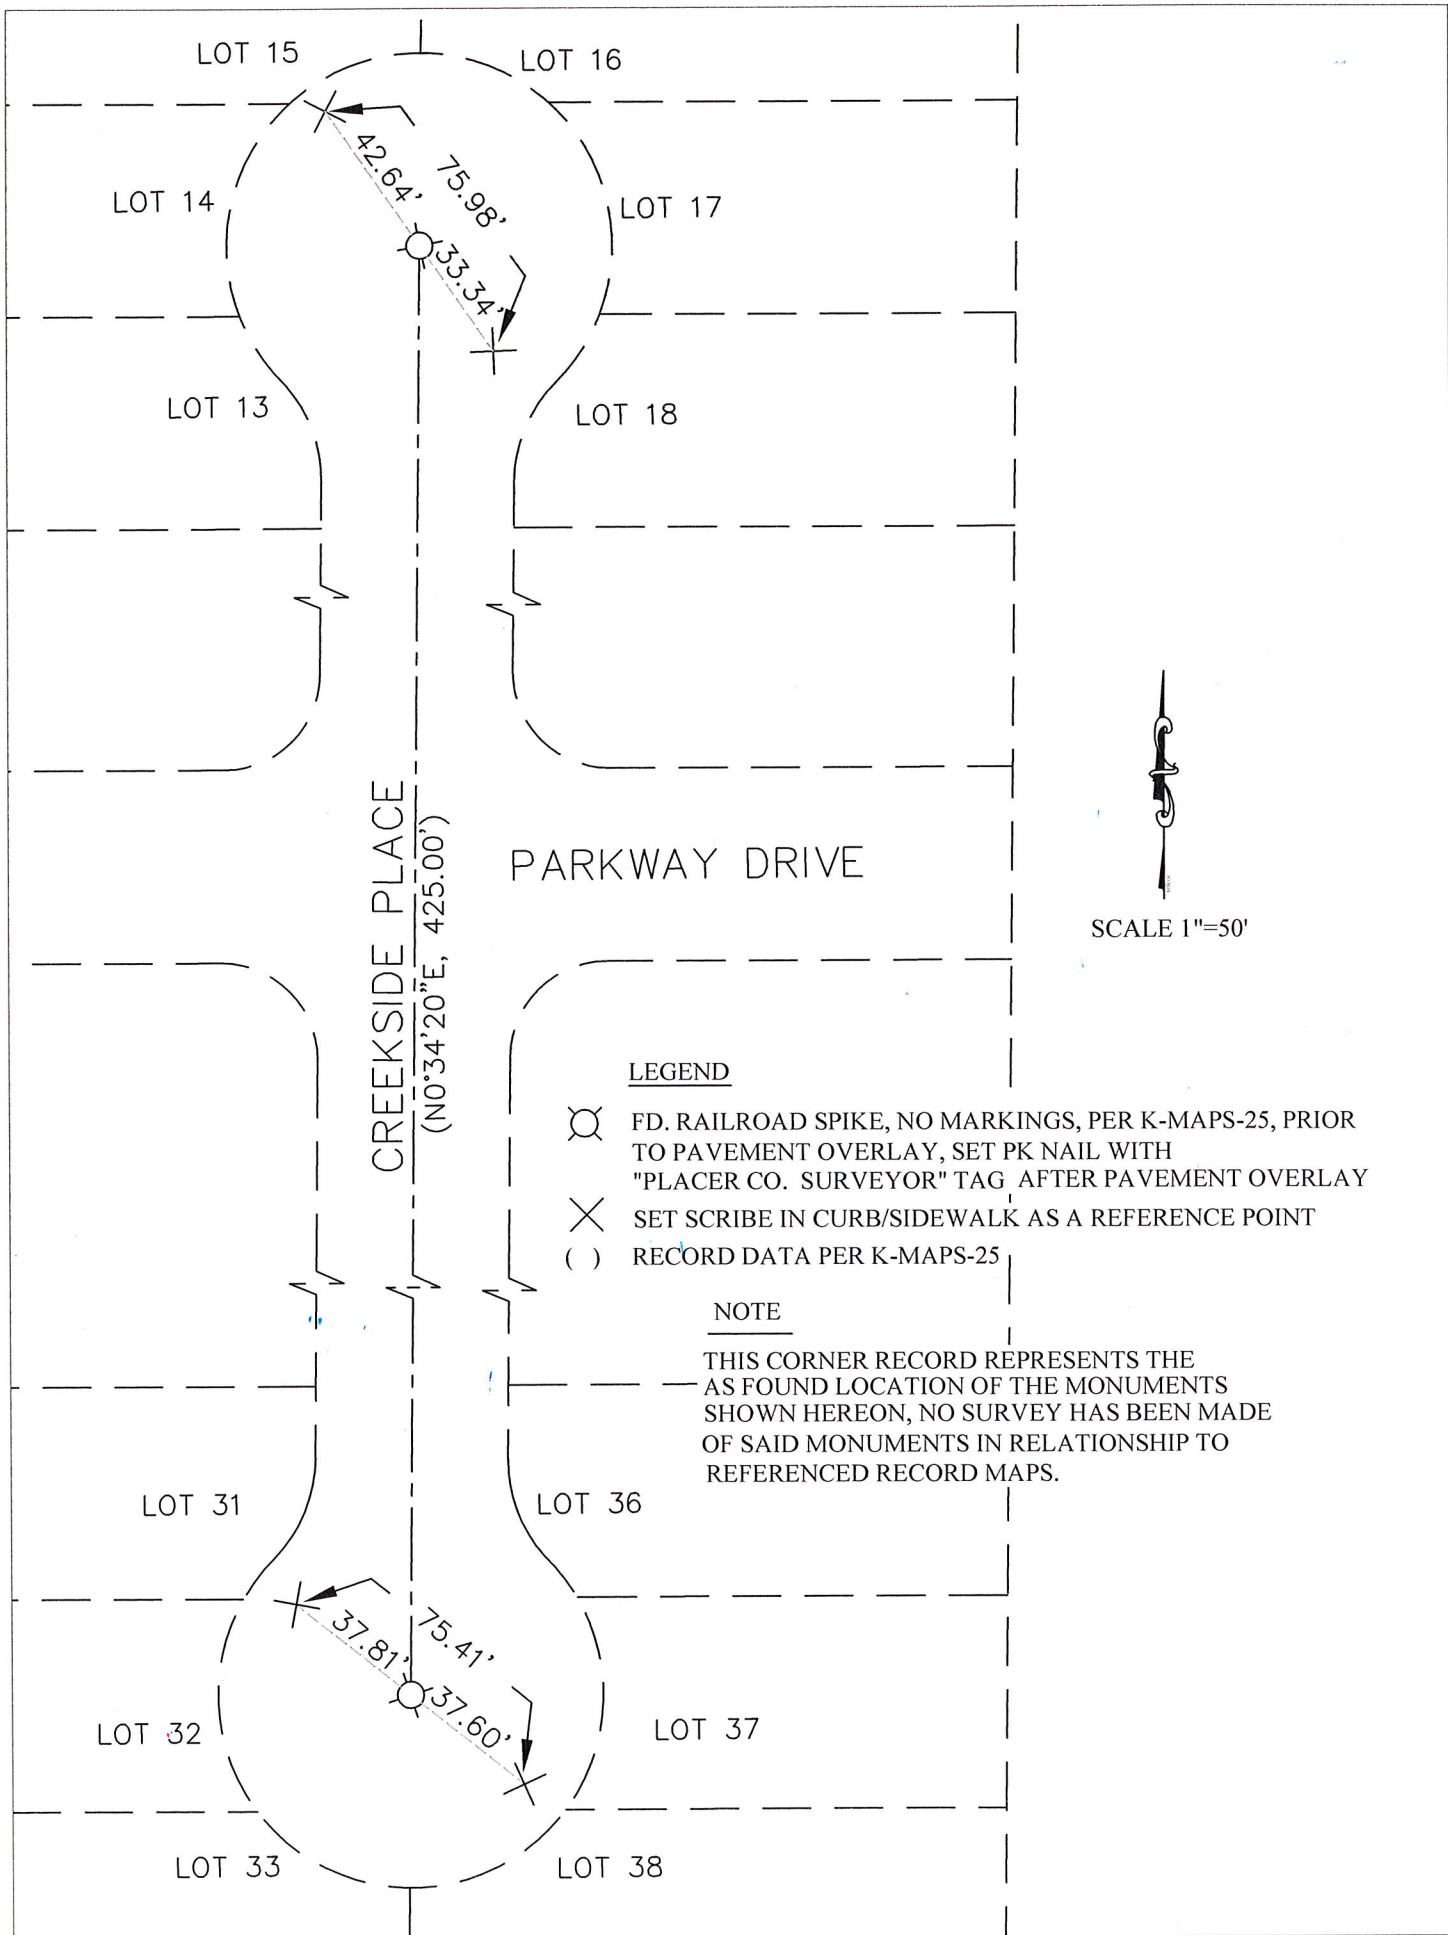 LOT 15
LOT 16
42.64'
75.98'
LOT 14
LOT 17
33.34'
LOT 13
LOT 18
CREEKSIDE PLACE
(N0°34'20"E, 425.00')
PARKWAY DRIVE
SCALE 1"=50'
LEGEND
FD. RAILROAD SPIKE, NO MARKINGS, PER K-MAPS-25, PRIOR
TO PAVEMENT OVERLAY, SET PK NAIL WITH
"PLACER CO. SURVEYOR" TAG AFTER PAVEMENT OVERLAY
SET SCRIBE IN CURB/SIDEWALK AS A REFERENCE POINT
( ) RECORD DATA PER K-MAPS-25
NOTE
THIS CORNER RECORD REPRESENTS THE
AS FOUND LOCATION OF THE MONUMENTS
SHOWN HEREON, NO SURVEY HAS BEEN MADE
OF SAID MONUMENTS IN RELATIONSHIP TO
REFERENCED RECORD MAPS.
LOT 31
LOT 36
37.81'
75.41'
37.60'
LOT 32
LOT 37
LOT 33
LOT 38